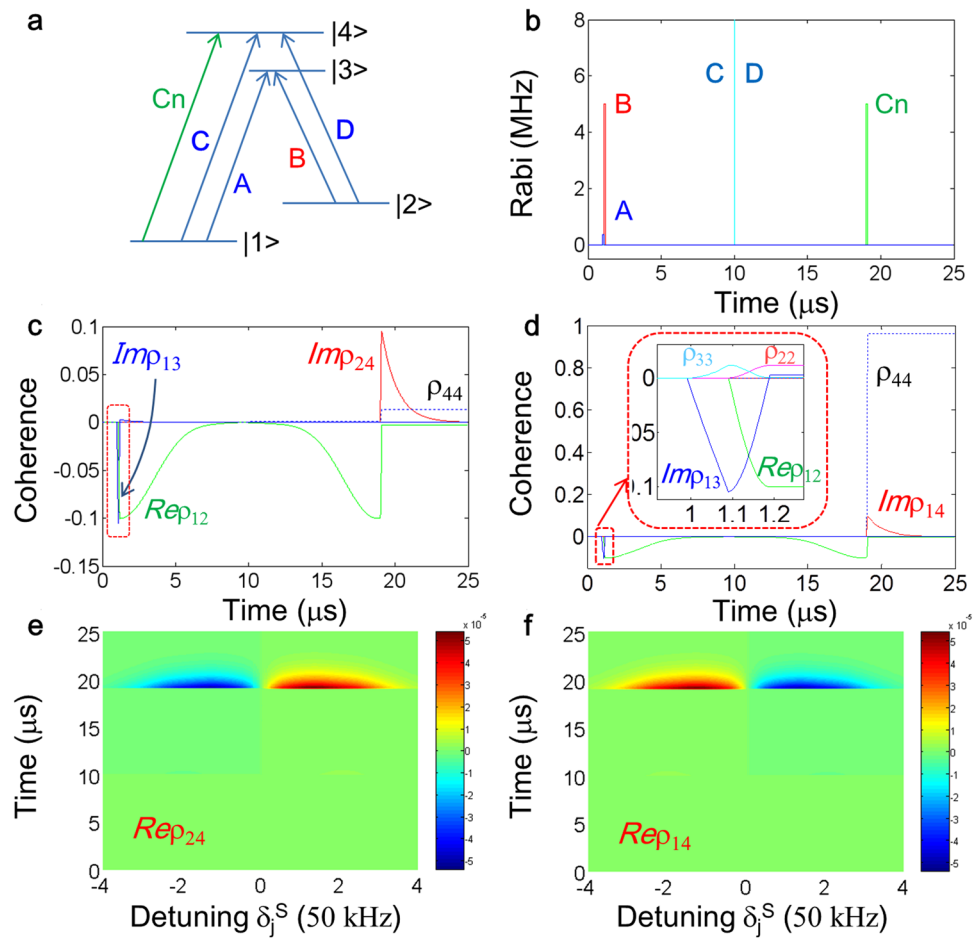 a
|4>
|3>
Cn
C
D
A
B
|2>
|1>
b
8
6
4
2
0
Rabi (MHz)
B
C D
Cn
A
0 5 10 15 20 25
Time (μs)
c
0.1
0.05
0
-0.05
-0.1
-0.15
Coherence
Imρ13
Imρ24
ρ44
Reρ12
0 5 10 15 20 25
Time (μs)
d
1
0.8
0.6
0.4
0.2
0
Coherence
ρ33
ρ22
0
.05
0.1
Imρ13
Reρ12
1 1.1 1.2
ρ44
Imρ14
0 5 10 15 20 25
Time (μs)
e
25
20
15
10
5
0
Time (μs)
Reρ24
-4 -2 0 2 4
Detuning δjS (50 kHz)
x 10-5
5
4
3
2
1
0
-1
-2
-3
-4
-5
f
25
20
15
10
5
0
Time (μs)
Reρ14
-4 -2 0 2 4
Detuning δjS (50 kHz)
x 10-5
5
4
3
2
1
0
-1
-2
-3
-4
-5